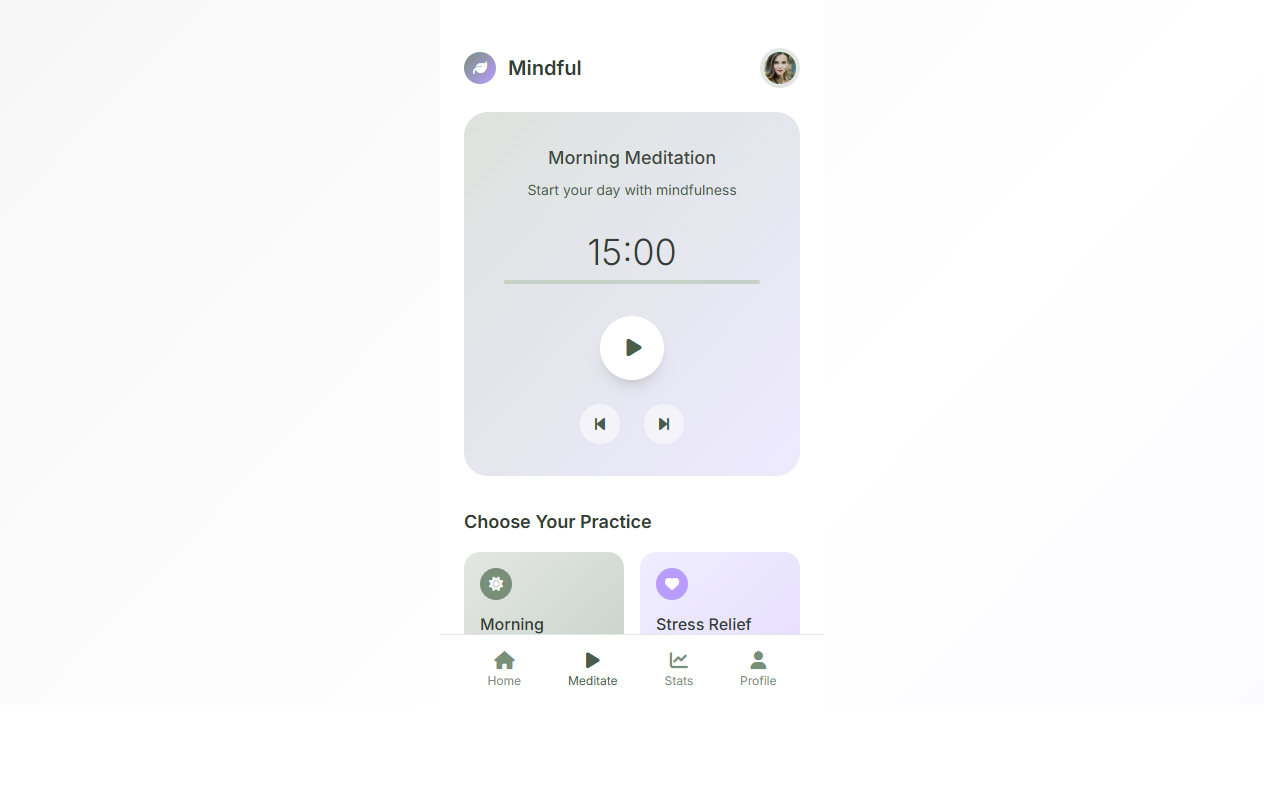 Mindful
Morning Meditation
Start your day with mindfulness
15:00
Choose Your Practice
Morning
Stress Relief
Home
Meditate
Stats
Profile